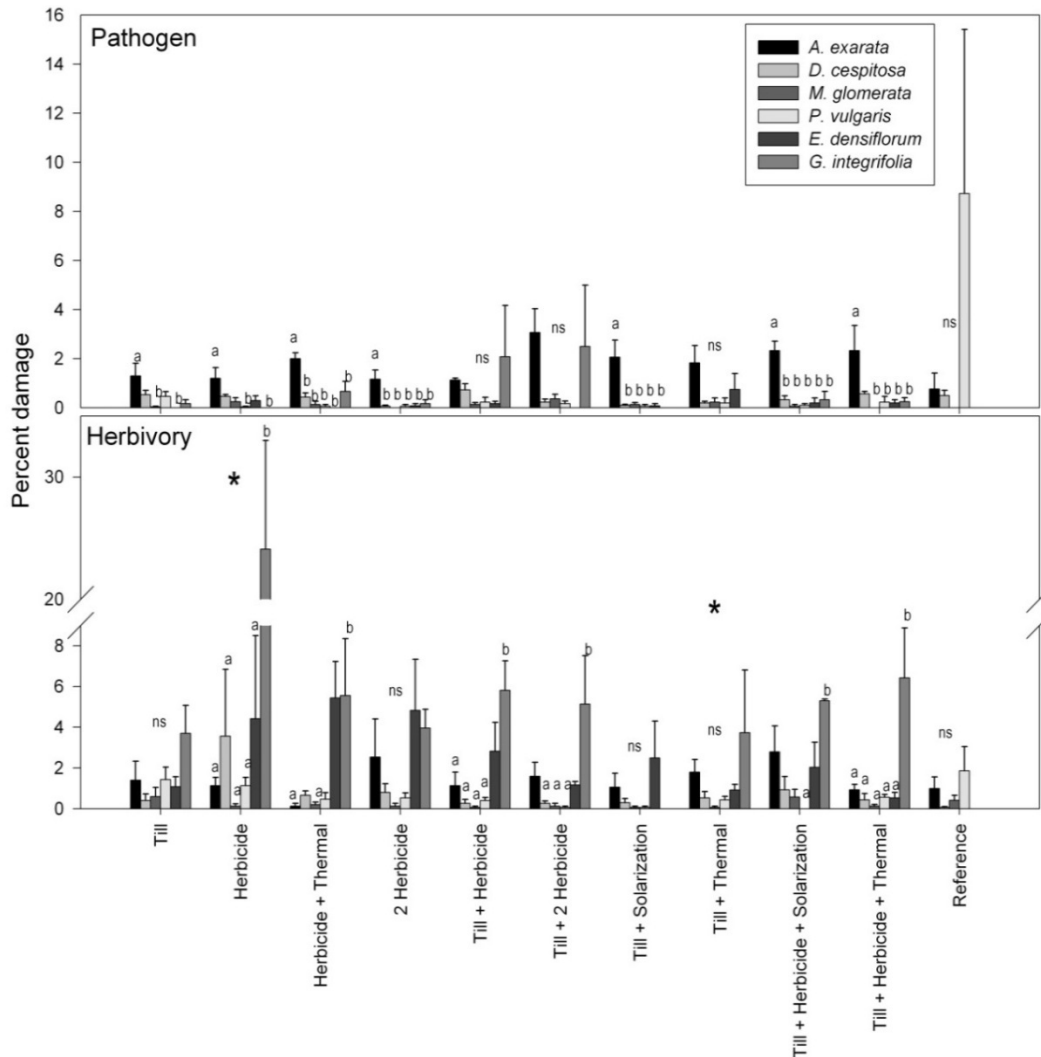 16
Pathogen
A. exarata
D. cespitosa
M. glomerata
P. vulgaris
E. densiflorum
G. integrifolia
14
12
10
8
6
4
2
0
a b b
a b b
a b b b b
a b b b b b
ns
ns
a b b b b
ns
a b b b b b
a b b b b
ns
Percent damage
Herbivory
30
20
8
6
4
2
0
ns
* a a a a a b
a a b
ns
a a a a b
a a a b
ns
* ns
a b
a a a a a b
ns
Till
Herbicide
Herbicide + Thermal
2 Herbicide
Till + Herbicide
Till + 2 Herbicide
Till + Solarization
Till + Thermal
Till + Herbicide + Solarization
Till + Herbicide + Thermal
Reference